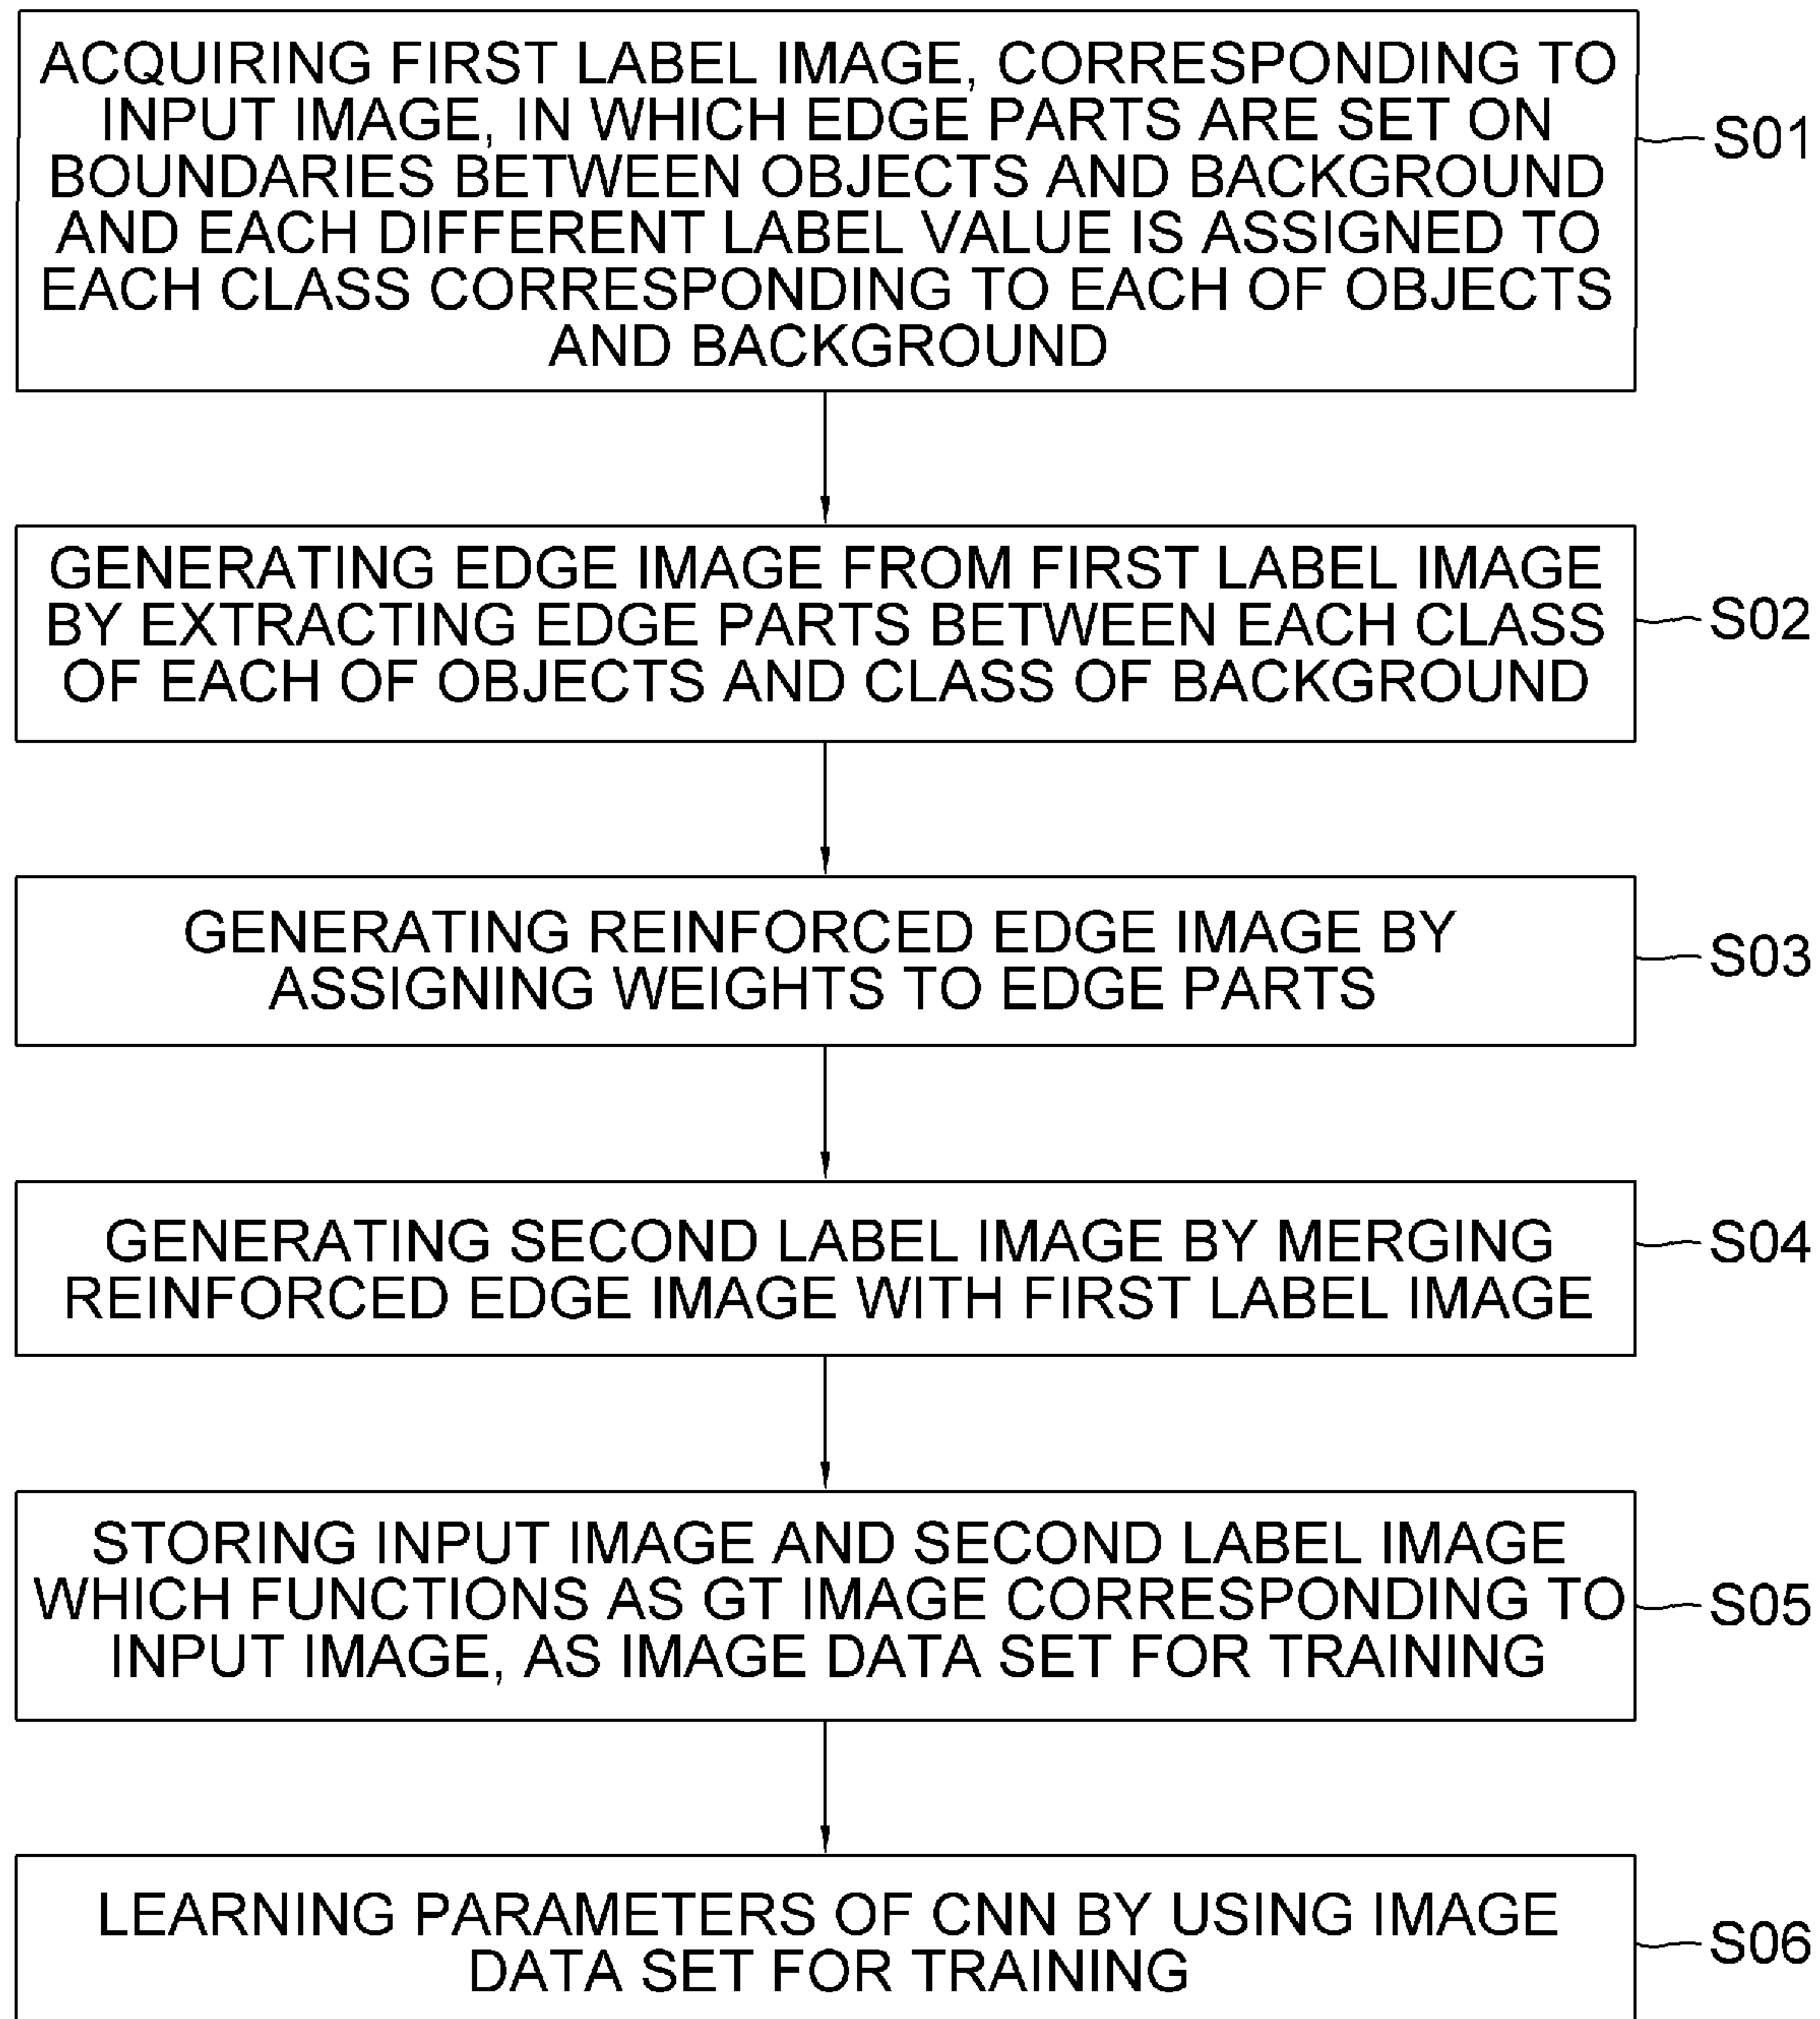 ACQUIRING FIRST LABEL IMAGE, CORRESPONDING TO
INPUT IMAGE, IN WHICH EDGE PARTS ARE SET ON
BOUNDARIES BETWEEN OBJECTS AND BACKGROUND
AND EACH DIFFERENT LABEL VALUE IS ASSIGNED TO
EACH CLASS CORRESPONDING TO EACH OF OBJECTS
AND BACKGROUND
S01
GENERATING EDGE IMAGE FROM FIRST LABEL IMAGE
BY EXTRACTING EDGE PARTS BETWEEN EACH CLASS
OF EACH OF OBJECTS AND CLASS OF BACKGROUND
S02
GENERATING REINFORCED EDGE IMAGE BY
ASSIGNING WEIGHTS TO EDGE PARTS
S03
GENERATING SECOND LABEL IMAGE BY MERGING
REINFORCED EDGE IMAGE WITH FIRST LABEL IMAGE
S04
STORING INPUT IMAGE AND SECOND LABEL IMAGE
WHICH FUNCTIONS AS GT IMAGE CORRESPONDING TO
INPUT IMAGE, AS IMAGE DATA SET FOR TRAINING
S05
LEARNING PARAMETERS OF CNN BY USING IMAGE
DATA SET FOR TRAINING
S06